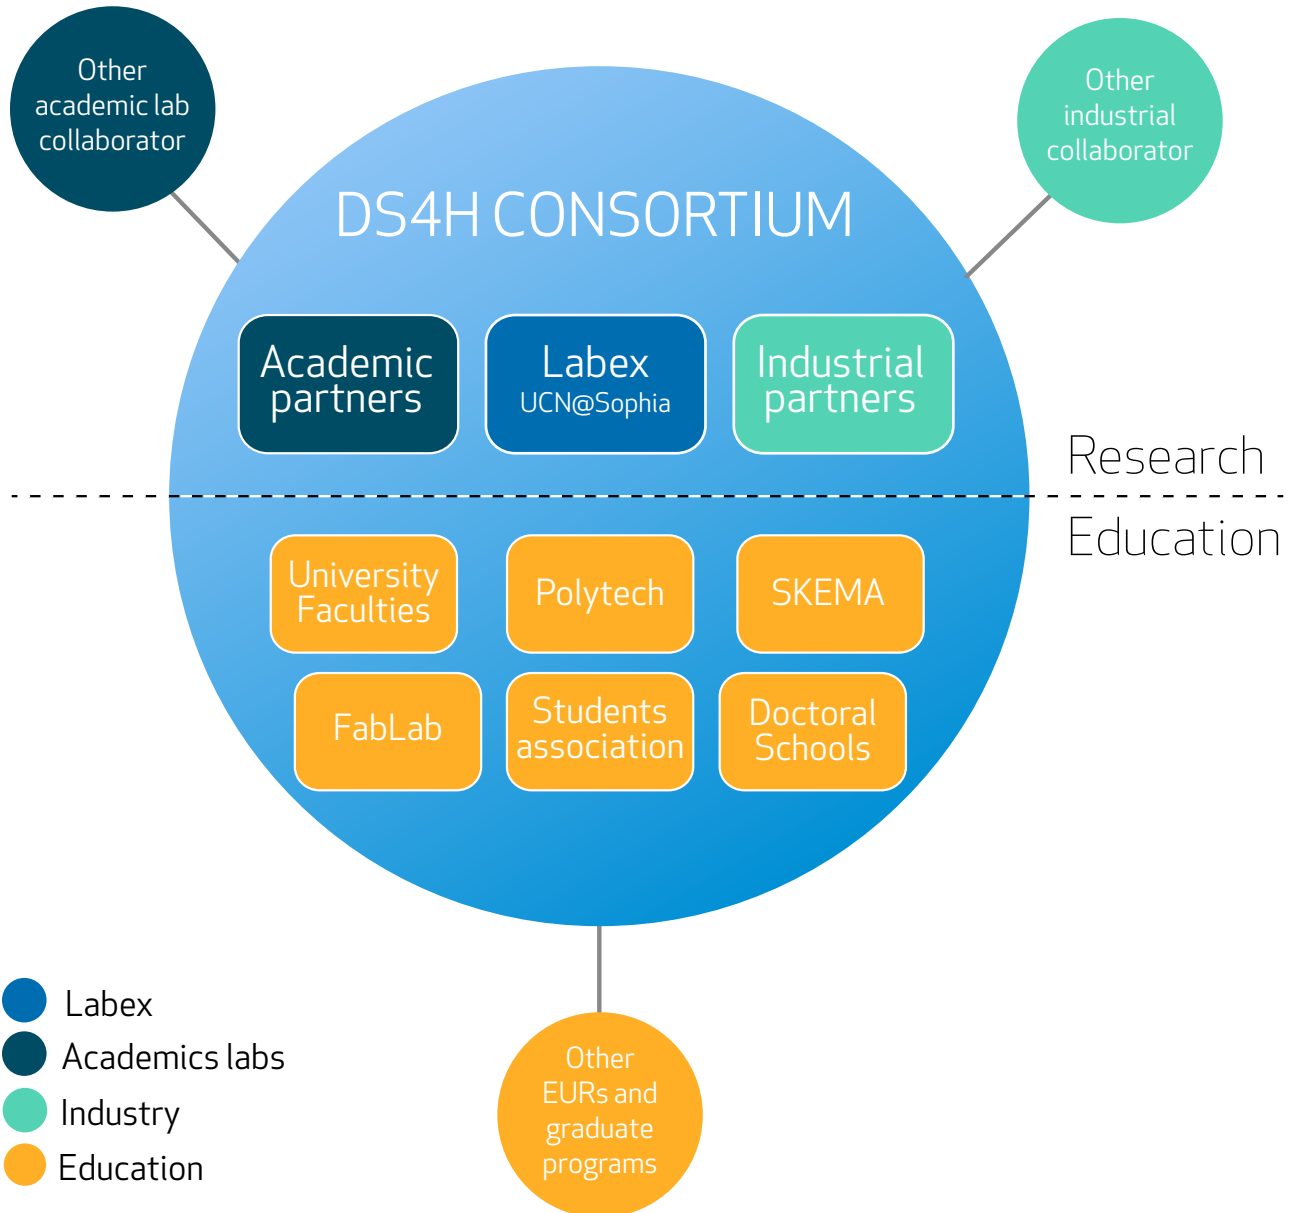 Other
academic lab
collaborator
Other
industrial
collaborator
DS4H CONSORTIUM
Academic
partners
Labex
UCN@Sophia
Industrial
partners
Research
Education
University
Faculties
Polytech
SKEMA
FabLab
Students
association
Doctoral
Schools
Other
EURs and
graduate
programs
Labex
Academics labs
Industry
Education